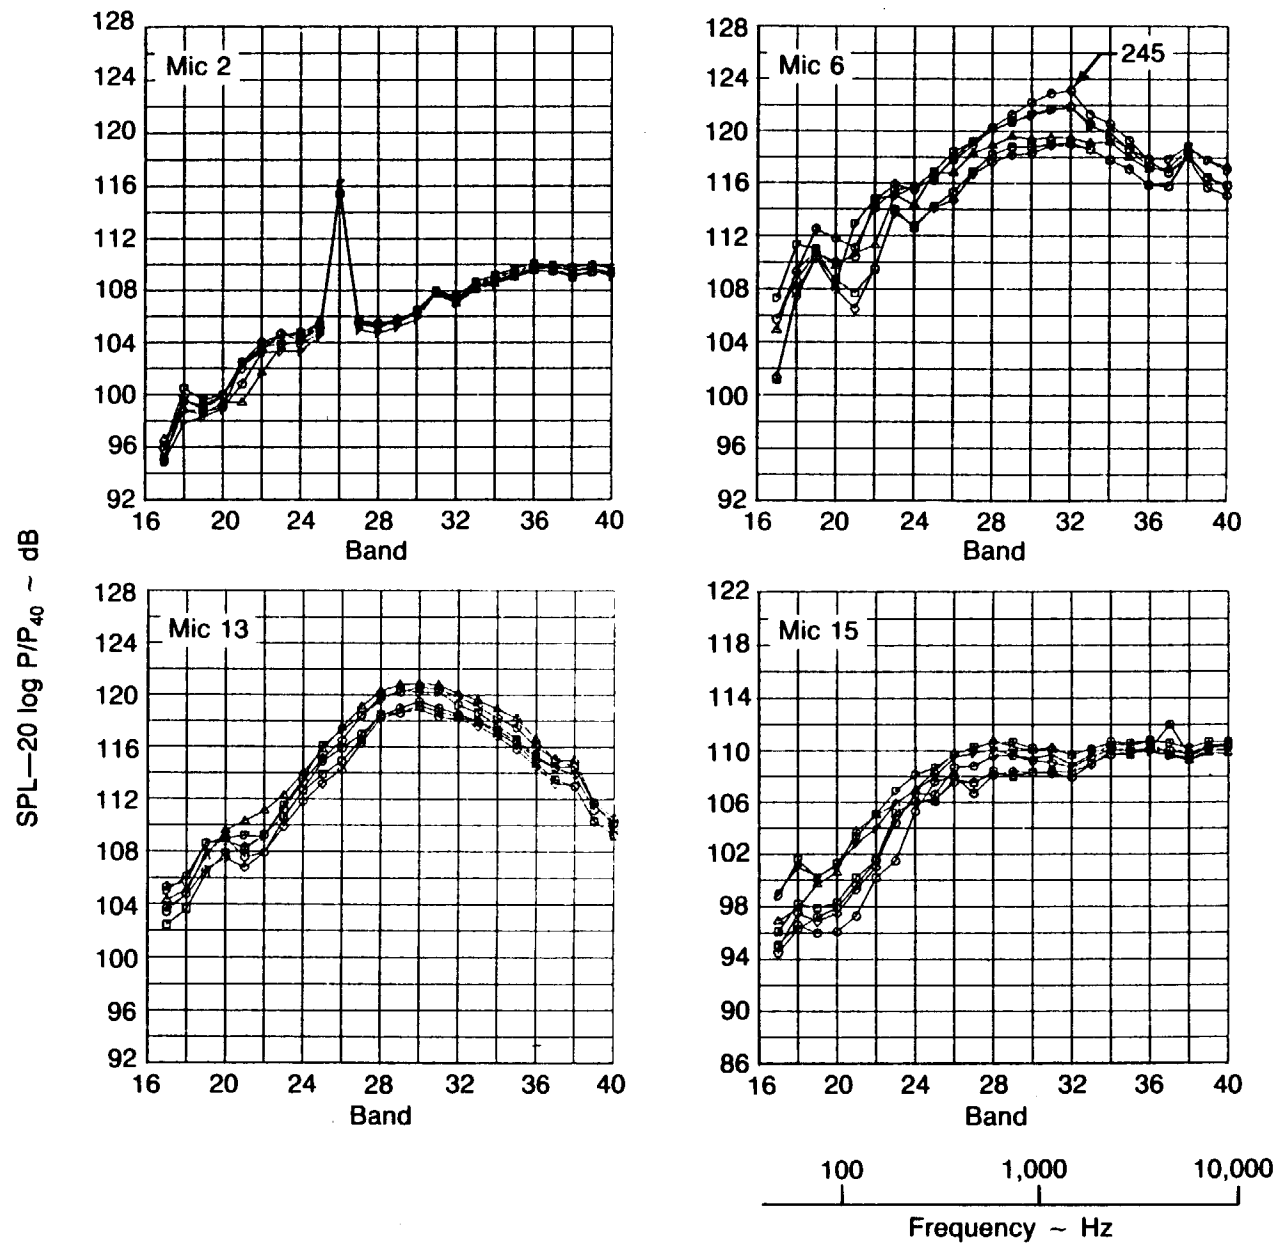 SPL—20 log P/P40 ~ dB
Mic 2
128
124
120
116
112
108
104
100
96
92
16 20 24 28 32 36 40
Band
Mic 6
245
128
124
120
116
112
108
104
100
96
92
16 20 24 28 32 36 40
Band
Mic 13
128
124
120
116
112
108
104
100
96
92
16 20 24 28 32 36 40
Band
Mic 15
122
118
114
110
106
102
98
94
90
86
16 20 24 28 32 36 40
Band
100 1,000 10,000
Frequency ~ Hz